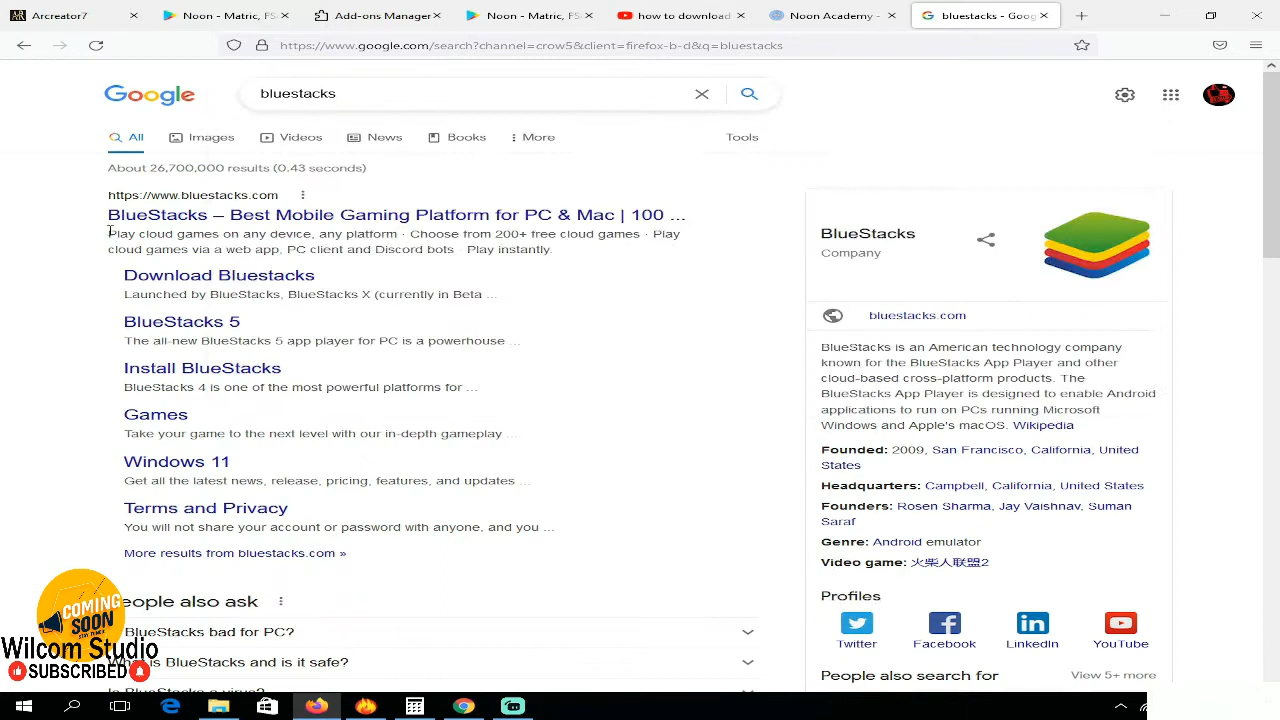 Arcreator7
Noon - Matric, FS
Add-ons Manager
Noon - Matric, FS
how to download
Noon Academy -
bluestacks - Goog
https://www.google.com/search?channel=crow5&client=firefox-b-d&q=bluestacks
Google
bluestacks
All
Images
Videos
News
Books
More
Tools
About 26,700,000 results (0.43 seconds)
https://www.bluestacks.com
BlueStacks – Best Mobile Gaming Platform for PC & Mac | 100 ...
Play cloud games on any device, any platform · Choose from 200+ free cloud games · Play
cloud games via a web app, PC client and Discord bots · Play instantly.
Download Bluestacks
Launched by BlueStacks, BlueStacks X (currently in Beta ...
BlueStacks 5
The all-new BlueStacks 5 app player for PC is a powerhouse ...
Install BlueStacks
BlueStacks 4 is one of the most powerful platforms for ...
Games
Take your game to the next level with our in-depth gameplay ...
Windows 11
Get all the latest news, release, pricing, features, and updates ...
Terms and Privacy
You will not share your account or password with anyone, and you ...
More results from bluestacks.com »
eople also ask
BlueStacks bad for PC?
is BlueStacks and is it safe?
Is BlueStacks a virus?
BlueStacks
Company
bluestacks.com
BlueStacks is an American technology company
known for the BlueStacks App Player and other
cloud-based cross-platform products. The
BlueStacks App Player is designed to enable Android
applications to run on PCs running Microsoft
Windows and Apple's macOS. Wikipedia
Founded: 2009, San Francisco, California, United
States
Headquarters: Campbell, California, United States
Founders: Rosen Sharma, Jay Vaishnav, Suman
Saraf
Genre: Android emulator
Video game: 火柴人联盟2
Profiles
Twitter
Facebook
LinkedIn
YouTube
People also search for
View 5+ more
COMING
SOON
STAY TUNED
Wilcom Studio
SUBSCRIBED